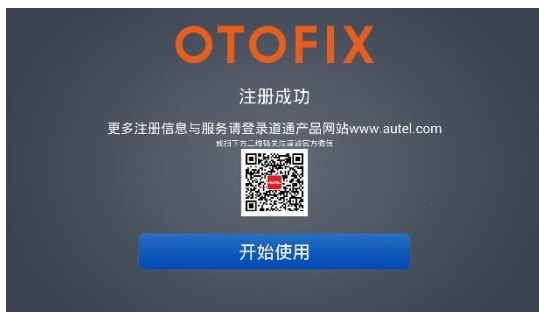 OTOFIX
注册成功
更多注册信息与服务请登录道通产品网站www.autel.com
或扫下方二维码关注道通官方微信
AUTEL
开始使用